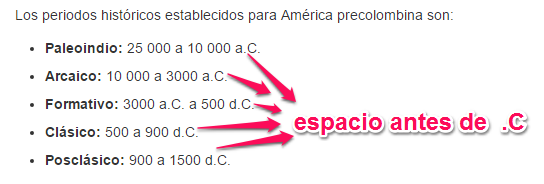 Los periodos históricos establecidos para América precolombina son:
• Paleoindio: 25 000 a 10 000 a.C.
• Arcaico: 10 000 a 3000 a.C.
• Formativo: 3000 a.C. a 500 d.C.
• Clásico: 500 a 900 d.C.
• Posclásico: 900 a 1500 d.C.
espacio antes de .C